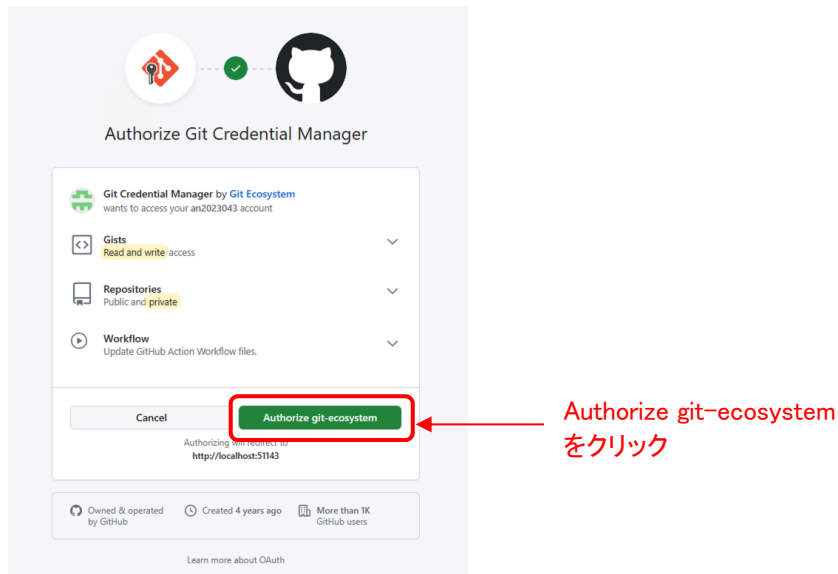 Authorize Git Credential Manager
Git Credential Manager by Git Ecosystem
wants to access your an2023043 account
Gists
Read and write access
Repositories
Public and private
Workflow
Update GitHub Action Workflow files.
Cancel
Authorize git-ecosystem
Authorizing will redirect to
http://localhost:51143
Authorize git-ecosystem
をクリック
Owned & operated
by GitHub
Created 4 years ago
More than 1K
GitHub users
Learn more about OAuth